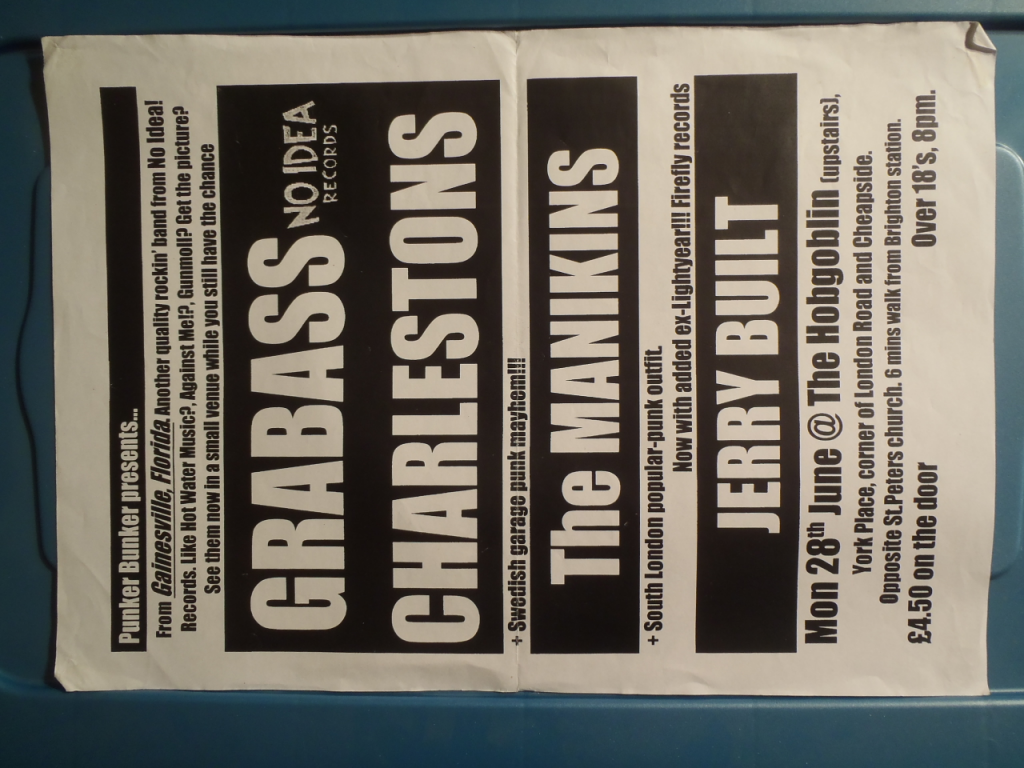 Punker Bunker presents...
From Gainesville, Florida. Another quality rockin' band from No Idea!
Records. Like Hot Water Music?, Against Me!?, Gunmoll? Get the picture?
See them now in a small venue while you still have the chance
GRABASS
NO IDEA
RECORDS
CHARLESTONS
+ Swedish garage punk mayhem!!!
The MANIKINS
+ South London popular-punk outfit.
Now with added ex-Lightyear!!!! Firefly records
JERRY BUILT
Mon 28th June @ The Hobgoblin (upstairs),
York Place, corner of London Road and Cheapside.
Opposite St.Peters church. 6 mins walk from Brighton station.
£4.50 on the door Over 18's, 8pm.